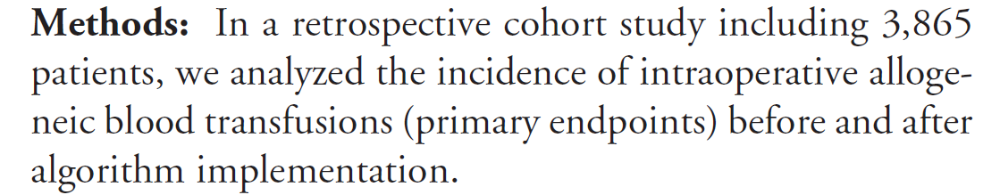 Methods: In a retrospective cohort study including 3,865
patients, we analyzed the incidence of intraoperative alloge-
neic blood transfusions (primary endpoints) before and after
algorithm implementation.